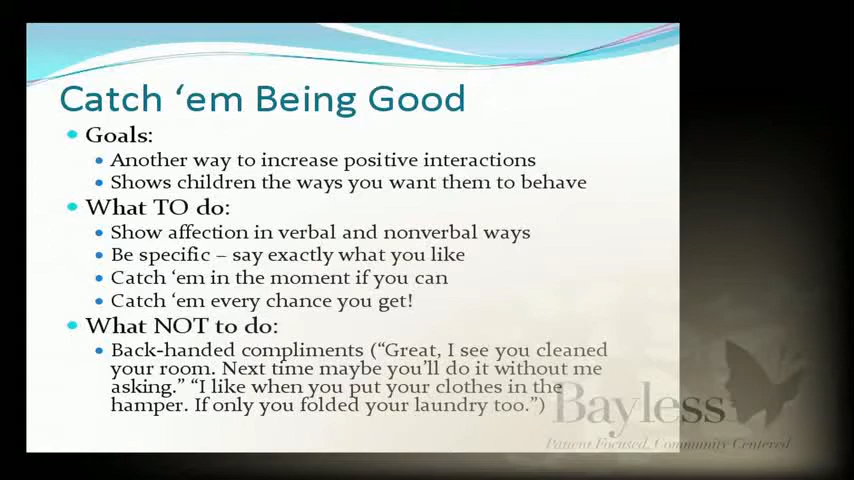 Catch ‘em Being Good
Goals:
Another way to increase positive interactions
Shows children the ways you want them to behave
What TO do:
Show affection in verbal and nonverbal ways
Be specific – say exactly what you like
Catch ‘em in the moment if you can
Catch ‘em every chance you get!
What NOT to do:
Back-handed compliments (“Great, I see you cleaned
your room. Next time maybe you’ll do it without me
asking.” “I like when you put your clothes in the
hamper. If only you folded your laundry too.”)
Bayless
Patient Focused, Community Centered